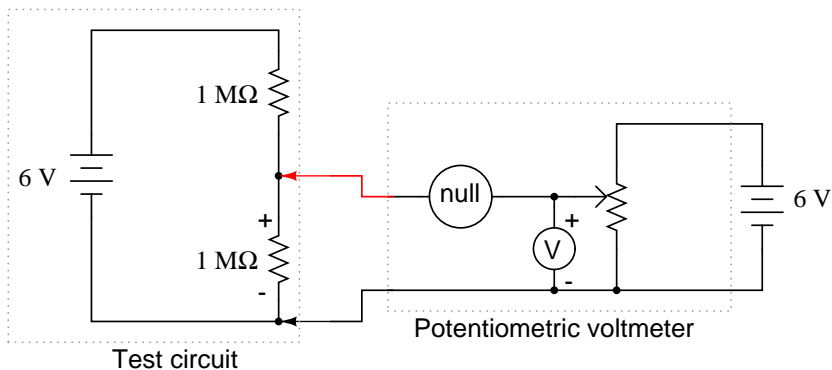 1 MΩ
6 V
+
1 MΩ
-
Test circuit
null
+
V
-
6 V
Potentiometric voltmeter